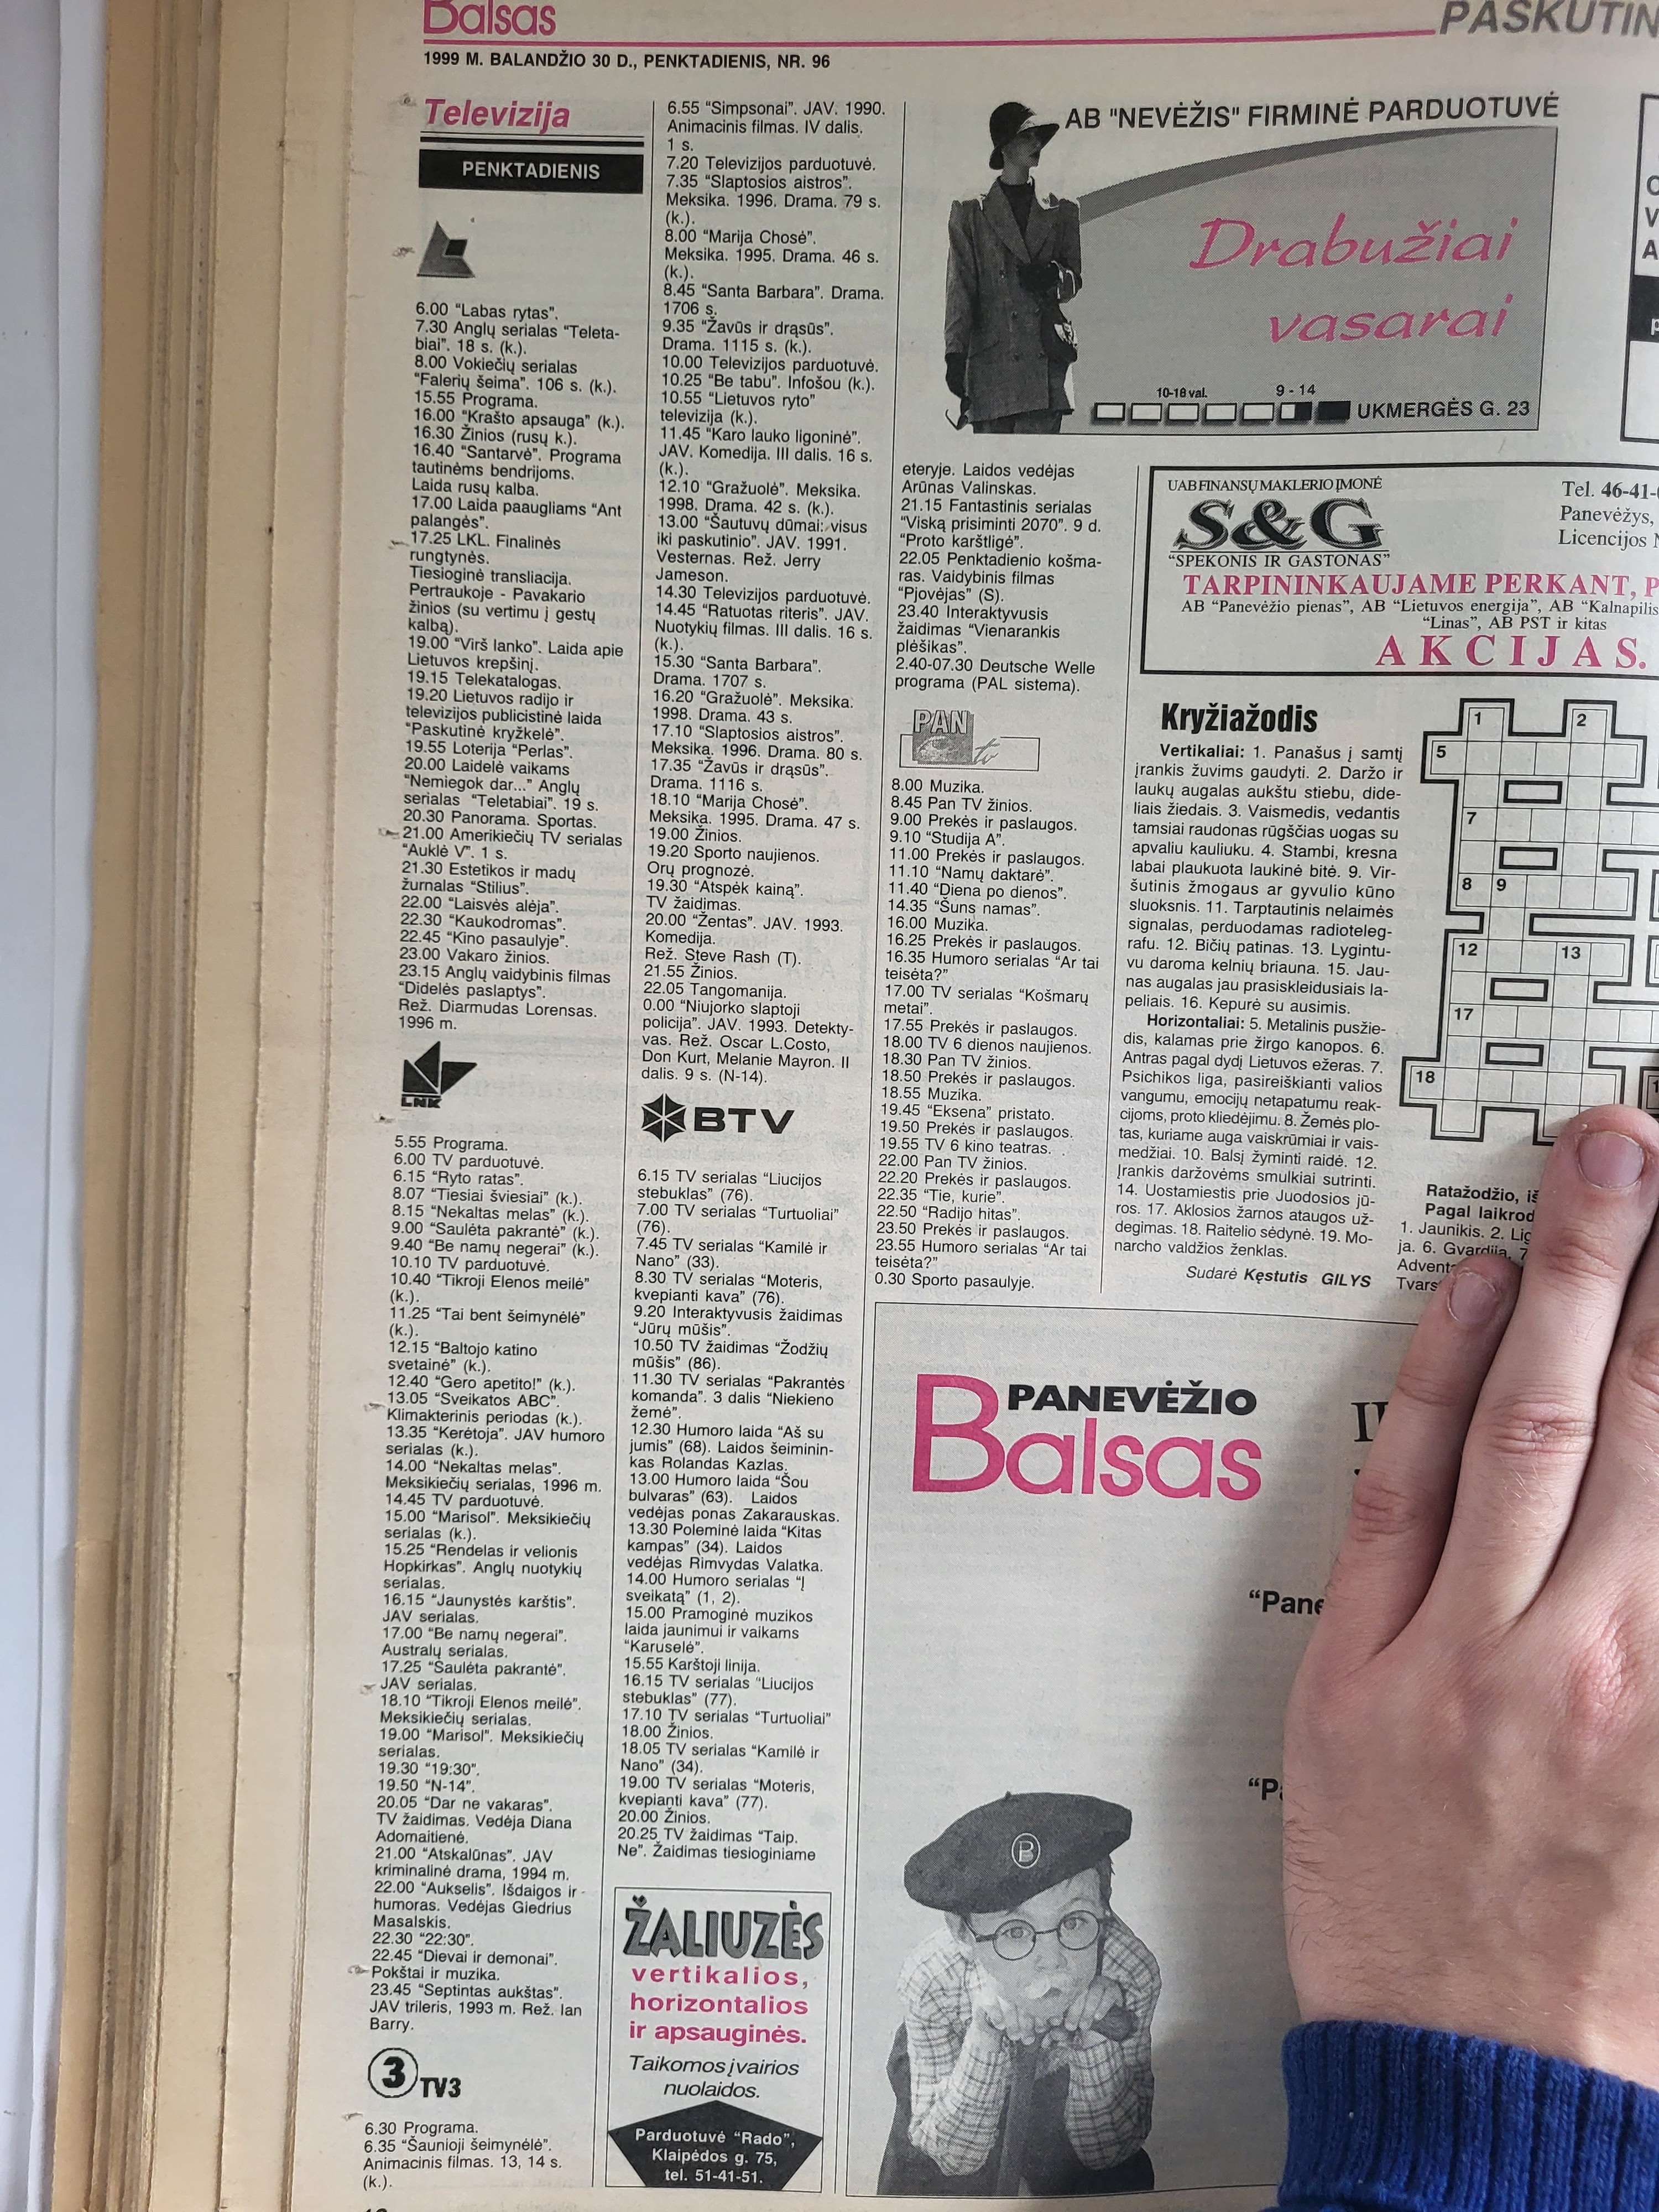 Balsas
PASKUTIN
1999 M. BALANDŽIO 30 D., PENKTADIENIS, NR. 96
Televizija
PENKTADIENIS
6.00 “Labas rytas”.
7.30 Anglų serialas “Teleta-
biai”. 18 s. (k.).
8.00 Vokiečių serialas
“Falerių šeima”. 106 s. (k.).
15.55 Programa.
16.00 “Krašto apsauga” (k.).
16.30 Žinios (rusų k.).
16.40 “Santarvė”. Programa
tautinėms bendrijoms.
Laida rusų kalba.
17.00 Laida paaugliams “Ant
palangės”.
17.25 LKL. Finalinės
rungtynės.
Tiesioginė transliacija.
Pertraukoje - Pavakario
žinios (su vertimu į gestų
kalbą).
19.00 “Virš lanko”. Laida apie
Lietuvos krepšinį.
19.15 Telekatalogas.
19.20 Lietuvos radijo ir
televizijos publicistinė laida
“Paskutinė kryžkelė”.
19.55 Loterija “Perlas”.
20.00 Laidelė vaikams
“Nemiegok dar...” Anglų
serialas “Teletabiai”. 19 s.
20.30 Panorama. Sportas.
21.00 Amerikiečių TV serialas
“Auklė V”. 1 s.
21.30 Estetikos ir madų
žurnalas “Stilius”.
22.00 “Laisvės alėja”.
22.30 “Kaukodromas”.
22.45 “Kino pasaulyje”.
23.00 Vakaro žinios.
23.15 Anglų vaidybinis filmas
“Didelės paslaptys”.
Rež. Diarmudas Lorensas.
1996 m.
LNK
5.55 Programa.
6.00 TV parduotuvė.
6.15 “Ryto ratas”.
8.07 “Tiesiai šviesiai” (k.).
8.15 “Nekaltas melas” (k.).
9.00 “Saulėta pakrantė” (k.).
9.40 “Be namų negerai” (k.).
10.10 TV parduotuvė.
10.40 “Tikroji Elenos meilė”
(k.).
11.25 “Tai bent šeimynėlė”
(k.).
12.15 “Baltojo katino
svetainė” (k.).
12.40 “Gero apetito!” (k.).
13.05 “Sveikatos ABC”.
Klimakterinis periodas (k.).
13.35 “Kerėtoja”. JAV humoro
serialas (k.).
14.00 “Nekaltas melas”.
Meksikiečių serialas, 1996 m.
14.45 TV parduotuvė.
15.00 “Marisol”. Meksikiečių
serialas (k.).
15.25 “Rendelas ir velionis
Hopkirkas”. Anglų nuotykių
serialas.
16.15 “Jaunystės karštis”.
JAV serialas.
17.00 “Be namų negerai”.
Australų serialas.
17.25 “Saulėta pakrantė”.
JAV serialas.
18.10 “Tikroji Elenos meilė”.
Meksikiečių serialas.
19.00 “Marisol”. Meksikiečių
serialas.
19.30 “19:30”.
19.50 “N-14”.
20.05 “Dar ne vakaras”.
TV žaidimas. Vedėja Diana
Adomaitienė.
21.00 “Atskalūnas”. JAV
kriminalinė drama, 1994 m.
22.00 “Aukselis”. Išdaigos ir
humoras. Vedėjas Giedrius
Masalskis.
22.30 “22:30”.
22.45 “Dievai ir demonai”.
Pokštai ir muzika.
23.45 “Septintas aukštas”.
JAV trileris, 1993 m. Rež. Ian
Barry.
3 TV3
6.30 Programa.
6.35 “Šaunioji šeimynėlė”.
Animacinis filmas. 13, 14 s.
(k.).
6.55 “Simpsonai”. JAV. 1990.
Animacinis filmas. IV dalis.
1 s.
7.20 Televizijos parduotuvė.
7.35 “Slaptosios aistros”.
Meksika. 1996. Drama. 79 s.
(k.).
8.00 “Marija Chosė”.
Meksika. 1995. Drama. 46 s.
(k.).
8.45 “Santa Barbara”. Drama.
1706 s.
9.35 “Žavūs ir drąsūs”.
Drama. 1115 s. (k.).
10.00 Televizijos parduotuvė.
10.25 “Be tabu”. Infošou (k.).
10.55 “Lietuvos ryto”
televizija (k.).
11.45 “Karo lauko ligoninė”.
JAV. Komedija. III dalis. 16 s.
(k.).
12.10 “Gražuolė”. Meksika.
1998. Drama. 42 s. (k.).
13.00 “Šautuvų dūmai: visus
iki paskutinio”. JAV. 1991.
Vesternas. Rež. Jerry
Jameson.
14.30 Televizijos parduotuvė.
14.45 “Ratuotas riteris”. JAV.
Nuotykių filmas. III dalis. 16 s.
(k.).
15.30 “Santa Barbara”.
Drama. 1707 s.
16.20 “Gražuolė”. Meksika.
1998. Drama. 43 s.
17.10 “Slaptosios aistros”.
Meksika. 1996. Drama. 80 s.
17.35 “Žavūs ir drąsūs”.
Drama. 1116 s.
18.10 “Marija Chosė”.
Meksika. 1995. Drama. 47 s.
19.00 Žinios.
19.20 Sporto naujienos.
Orų prognozė.
19.30 “Atspėk kainą”.
TV žaidimas.
20.00 “Žentas”. JAV. 1993.
Komedija.
Rež. Steve Rash (T).
21.55 Žinios.
22.05 Tangomanija.
0.00 “Niujorko slaptoji
policija”. JAV. 1993. Detekty-
vas. Rež. Oscar L.Costo,
Don Kurt, Melanie Mayron. II
dalis. 9 s. (N-14).
BTV
6.15 TV serialas “Liucijos
stebuklas” (76).
7.00 TV serialas “Turtuoliai”
(76).
7.45 TV serialas “Kamilė ir
Nano” (33).
8.30 TV serialas “Moteris,
kvepianti kava” (76).
9.20 Interaktyvusis žaidimas
“Jūrų mūšis”.
10.50 TV žaidimas “Žodžių
mūšis” (86).
11.30 TV serialas “Pakrantės
komanda”. 3 dalis “Niekieno
žemė”.
12.30 Humoro laida “Aš su
jumis” (68). Laidos šeiminin-
kas Rolandas Kazlas.
13.00 Humoro laida “Šou
bulvaras” (63). Laidos
vedėjas ponas Zakarauskas.
13.30 Poleminė laida “Kitas
kampas” (34). Laidos
vedėjas Rimvydas Valatka.
14.00 Humoro serialas “Į
sveikatą” (1, 2).
15.00 Pramoginė muzikos
laida jaunimui ir vaikams
“Karuselė”.
15.55 Karštoji linija.
16.15 TV serialas “Liucijos
stebuklas” (77).
17.10 TV serialas “Turtuoliai”
18.00 Žinios.
18.05 TV serialas “Kamilė ir
Nano” (34).
19.00 TV serialas “Moteris,
kvepianti kava” (77).
20.00 Žinios.
20.25 TV žaidimas “Taip.
Ne”. Žaidimas tiesioginiame
ŽALIUZĖS
vertikalios,
horizontalios
ir apsauginės.
Taikomos įvairios
nuolaidos.
Parduotuvė “Rado”,
Klaipėdos g. 75,
tel. 51-41-51.
AB "NEVĖŽIS" FIRMINĖ PARDUOTUVĖ
Drabužiai
vasarai
10-18 val. 9 - 14
UKMERGĖS G. 23
eteryje. Laidos vedėjas
Arūnas Valinskas.
21.15 Fantastinis serialas
“Viską prisiminti 2070”. 9 d.
“Proto karštligė”.
22.05 Penktadienio košma-
ras. Vaidybinis filmas
“Pjovėjas” (S).
23.40 Interaktyvusis
žaidimas “Vienarankis
plėšikas”.
2.40-07.30 Deutsche Welle
programa (PAL sistema).
PAN tv
8.00 Muzika.
8.45 Pan TV žinios.
9.00 Prekės ir paslaugos.
9.10 “Studija A”.
11.00 Prekės ir paslaugos.
11.10 “Namų daktarė”.
11.40 “Diena po dienos”.
14.35 “Šuns namas”.
16.00 Muzika.
16.25 Prekės ir paslaugos.
16.35 Humoro serialas “Ar tai
teisėta?”
17.00 TV serialas “Košmarų
metai”.
17.55 Prekės ir paslaugos.
18.00 TV 6 dienos naujienos.
18.30 Pan TV žinios.
18.50 Prekės ir paslaugos.
18.55 Muzika.
19.45 “Eksena” pristato.
19.50 Prekės ir paslaugos.
19.55 TV 6 kino teatras.
22.00 Pan TV žinios.
22.20 Prekės ir paslaugos.
22.35 “Tie, kurie”.
22.50 “Radijo hitas”.
23.50 Prekės ir paslaugos.
23.55 Humoro serialas “Ar tai
teisėta?”
0.30 Sporto pasaulyje.
UAB FINANSŲ MAKLERIO ĮMONĖ
S&G
“SPEKONIS IR GASTONAS”
Tel. 46-41-
Panevėžys,
Licencijos N
TARPININKAUJAME PERKANT, P
AB “Panevėžio pienas”, AB “Lietuvos energija”, AB “Kalnapilis
“Linas”, AB PST ir kitas
AKCIJAS.
Kryžiažodis
Vertikaliai: 1. Panašus į samtį
įrankis žuvims gaudyti. 2. Daržo ir
laukų augalas aukštu stiebu, dide-
liais žiedais. 3. Vaismedis, vedantis
tamsiai raudonas rūgščias uogas su
apvaliu kauliuku. 4. Stambi, kresna
labai plaukuota laukinė bitė. 9. Vir-
šutinis žmogaus ar gyvulio kūno
sluoksnis. 11. Tarptautinis nelaimės
signalas, perduodamas radioteleg-
rafu. 12. Bičių patinas. 13. Lygintu-
vu daroma kelnių briauna. 15. Jau-
nas augalas jau prasiskleidusiais la-
peliais. 16. Kepurė su ausimis.
Horizontaliai: 5. Metalinis pusžie-
dis, kalamas prie žirgo kanopos. 6.
Antras pagal dydį Lietuvos ežeras. 7.
Psichikos liga, pasireiškianti valios
vangumu, emocijų netapatumu reak-
cijoms, proto kliedėjimu. 8. Žemės plo-
tas, kuriame auga vaiskrūmiai ir vais-
medžiai. 10. Balsį žyminti raidė. 12.
Įrankis daržovėms smulkiai sutrinti.
14. Uostamiestis prie Juodosios jū-
ros. 17. Aklosios žarnos ataugos už-
degimas. 18. Raitelio sėdynė. 19. Mo-
narcho valdžios ženklas.
Sudarė Kęstutis GILYS
1 2
5
7
8 9
12 13
17
18
Ratažodžio, iš
Pagal laikrod
1. Jaunikis. 2. Lig
ja. 6. Gvardija. 7
Advent
Tvars
PANEVĖŽIO
Balsas
“Pane
“P
B